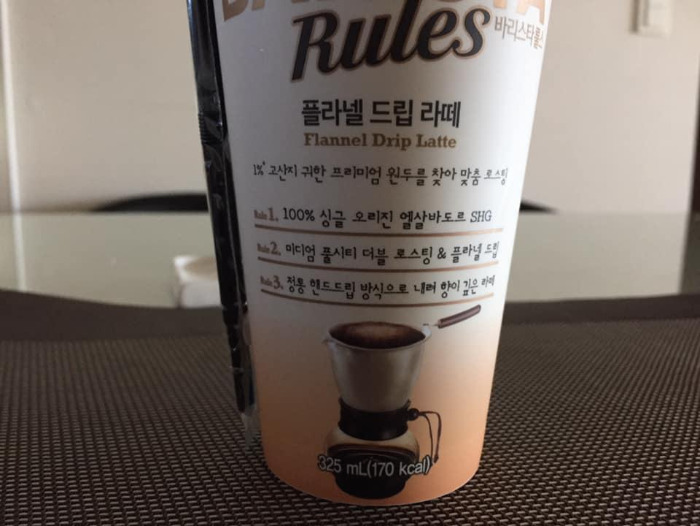 Rules
바리스타룰스
플라넬 드립 라떼
Flannel Drip Latte
1%* 고산지 귀한 프리미엄 원두를 찾아 맞춤 로스팅
Rule 1. 100% 싱글 오리진 엘살바도르 SHG
Rule 2. 미디엄 풀시티 더블 로스팅 & 플라넬 드립
Rule 3. 정통 핸드드립 방식으로 내려 향이 깊은 라떼
325 mL(170 kcal)